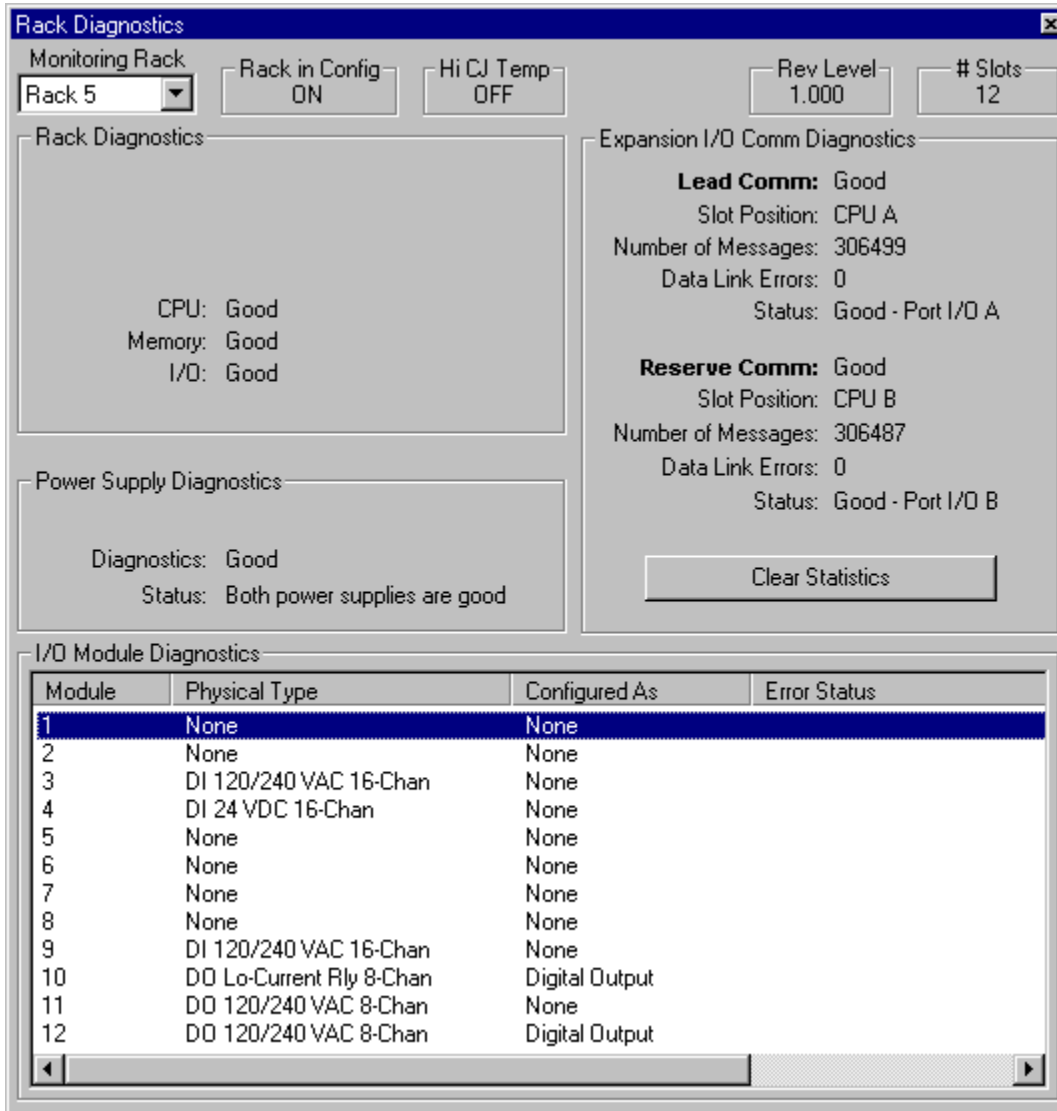 Rack Diagnostics
Monitoring Rack
Rack 5
Rack in Config
ON
Hi CJ Temp
OFF
Rev Level
1.000
# Slots
12
Rack Diagnostics
CPU: Good
Memory: Good
I/O: Good
Power Supply Diagnostics
Diagnostics: Good
Status: Both power supplies are good
Expansion I/O Comm Diagnostics
Lead Comm: Good
Slot Position: CPU A
Number of Messages: 306499
Data Link Errors: 0
Status: Good - Port I/O A
Reserve Comm: Good
Slot Position: CPU B
Number of Messages: 306487
Data Link Errors: 0
Status: Good - Port I/O B
Clear Statistics
I/O Module Diagnostics
Module Physical Type Configured As Error Status
1 None None
2 None None
3 DI 120/240 VAC 16-Chan None
4 DI 24 VDC 16-Chan None
5 None None
6 None None
7 None None
8 None None
9 DI 120/240 VAC 16-Chan None
10 DO Lo-Current Rly 8-Chan Digital Output
11 DO 120/240 VAC 8-Chan None
12 DO 120/240 VAC 8-Chan Digital Output